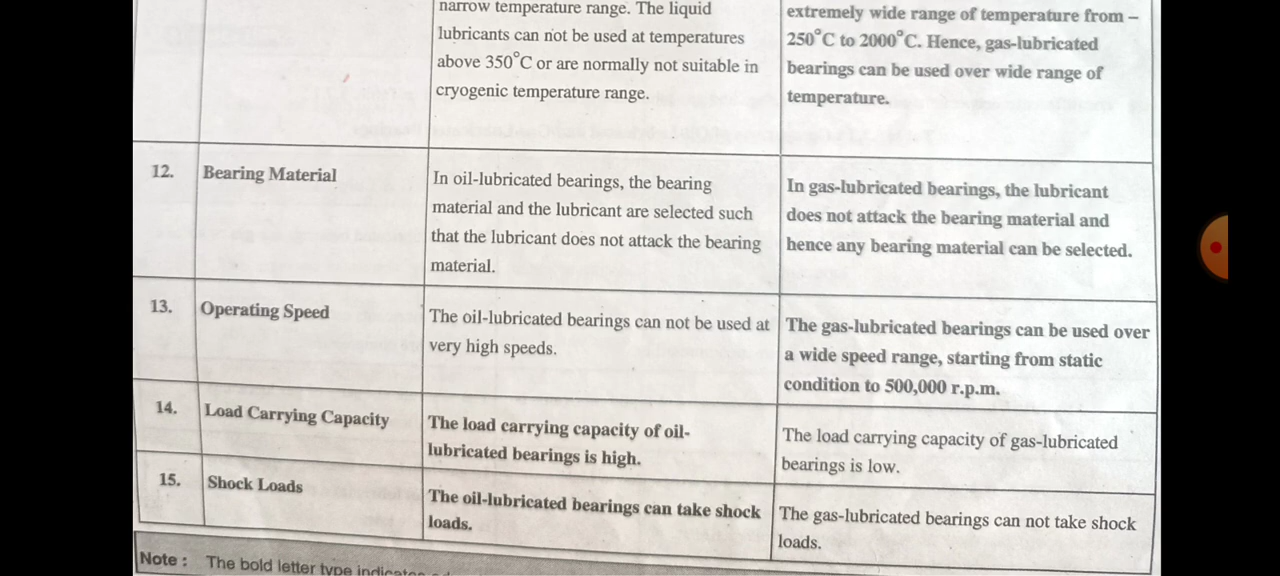 narrow temperature range. The liquid
lubricants can not be used at temperatures
above 350°C or are normally not suitable in
cryogenic temperature range.
extremely wide range of temperature from –
250°C to 2000°C. Hence, gas-lubricated
bearings can be used over wide range of
temperature.
12.
Bearing Material
In oil-lubricated bearings, the bearing
material and the lubricant are selected such
that the lubricant does not attack the bearing
material.
In gas-lubricated bearings, the lubricant
does not attack the bearing material and
hence any bearing material can be selected.
13.
Operating Speed
The oil-lubricated bearings can not be used at
very high speeds.
The gas-lubricated bearings can be used over
a wide speed range, starting from static
condition to 500,000 r.p.m.
14.
Load Carrying Capacity
The load carrying capacity of oil-
lubricated bearings is high.
The load carrying capacity of gas-lubricated
bearings is low.
15.
Shock Loads
The oil-lubricated bearings can take shock
loads.
The gas-lubricated bearings can not take shock
loads.
Note : The bold letter type indicates